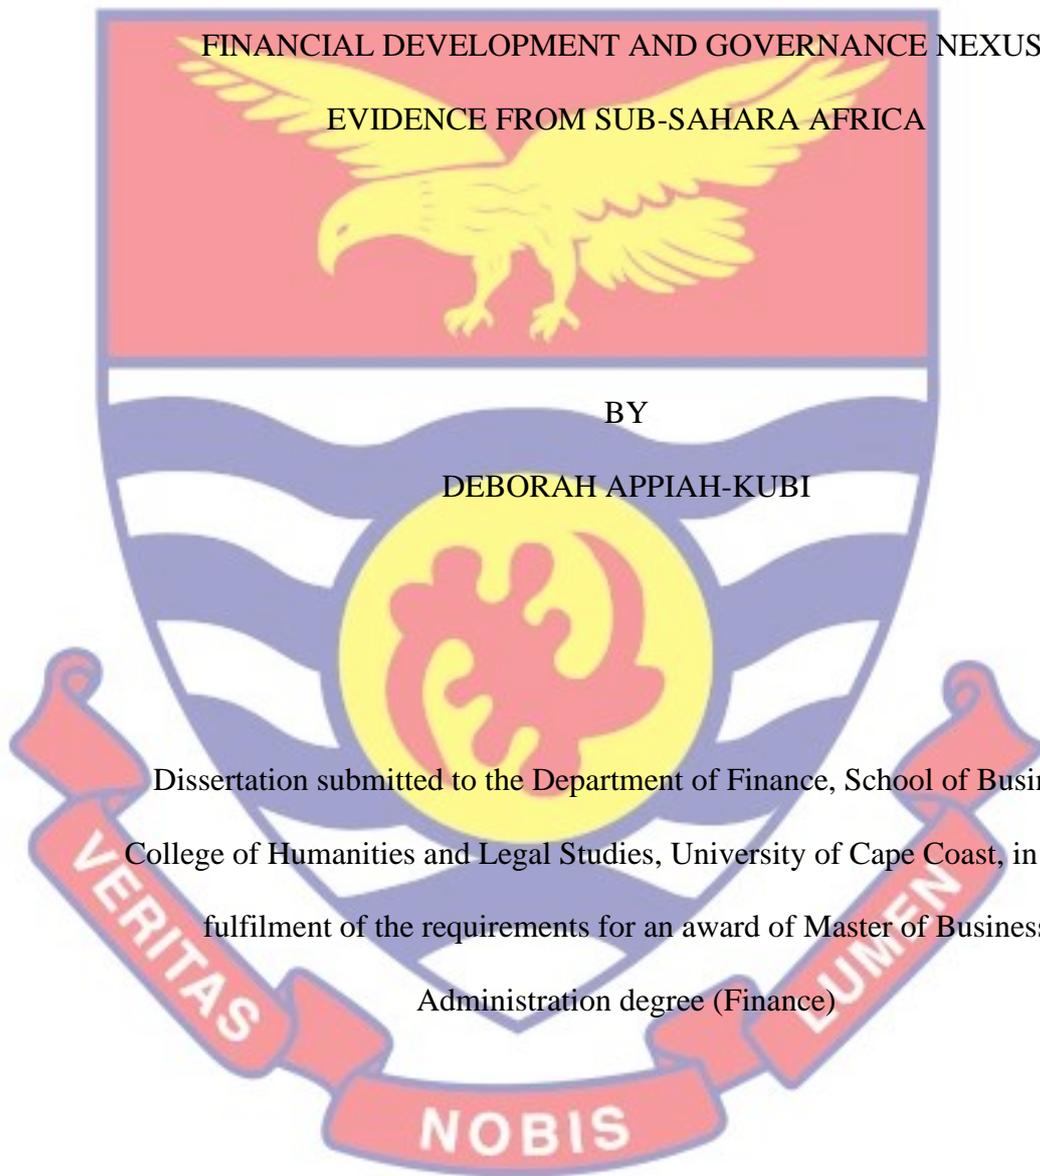 FINANCIAL DEVELOPMENT AND GOVERNANCE NEXUS
EVIDENCE FROM SUB-SAHARA AFRICA
BY
DEBORAH APPIAH-KUBI
Dissertation submitted to the Department of Finance, School of
College of Humanities and Legal Studies, University of Cape Coast, in
fulfilment of the requirements for an award of Master of Business
Administration degree (Finance)
VERITAS
NOBIS
LUMEN